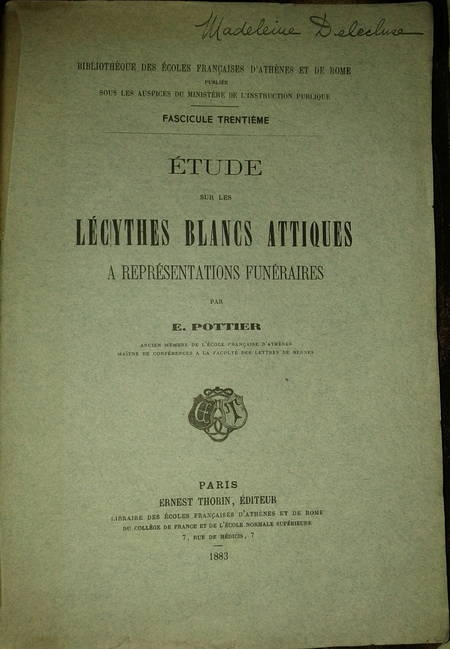 Madeleine Delecluse
BIBLIOTHÈQUE DES ÉCOLES FRANÇAISES D'ATHÈNES ET DE ROME
PUBLIÉE
SOUS LES AUSPICES DU MINISTÈRE DE L'INSTRUCTION PUBLIQUE
FASCICULE TRENTIÈME
ÉTUDE
SUR LES
LÉCYTHES BLANCS ATTIQUES
A REPRÉSENTATIONS FUNÉRAIRES
PAR
E. POTTIER
ANCIEN MEMBRE DE L'ÉCOLE FRANÇAISE D'ATHÈNES
MAÎTRE DE CONFÉRENCES A LA FACULTÉ DES LETTRES DE RENNES
PARIS
ERNEST THORIN, ÉDITEUR
LIBRAIRE DES ÉCOLES FRANÇAISES D'ATHÈNES ET DE ROME
DU COLLÈGE DE FRANCE ET DE L'ÉCOLE NORMALE SUPÉRIEURE
7, RUE DE MÉDICIS, 7
1883